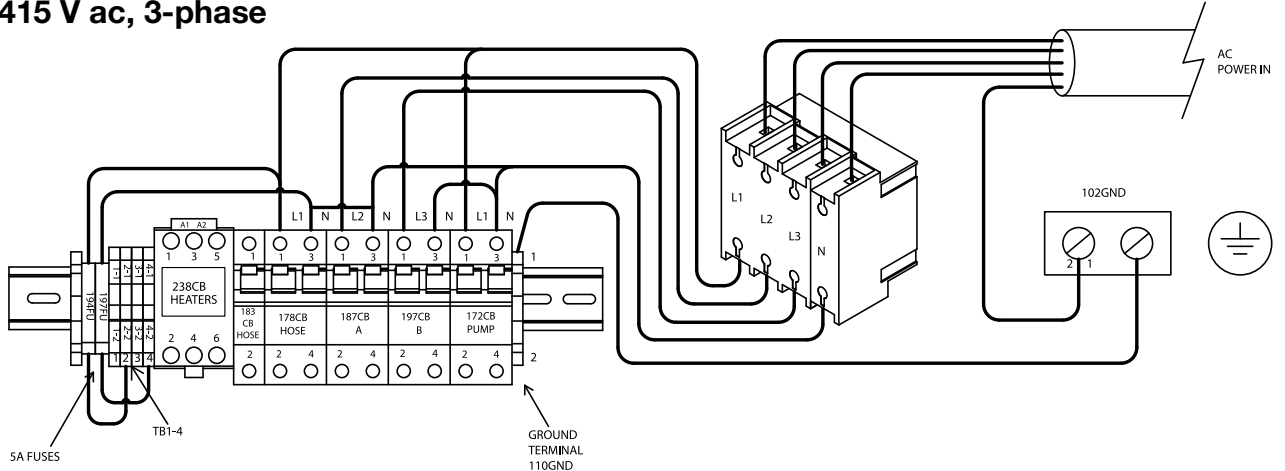 415 V ac, 3-phase
AC
POWER IN
102GND
2 1
L1
L2
L3
N
L1 N L2 N L3 N L1 N
A1 A2
1 3 5 1 1 3 1 3 1 3 1 3 1
194FU
197FU
1-1
2-1
3-1
4-1
238CB
HEATERS
183
CB
HOSE
178CB
HOSE
187CB
A
197CB
B
172CB
PUMP
1-2
2-2
3-2
4-2
2 4 6 2 2 4 2 4 2 4 2 4 2
1 2 3 4
TB1-4
5A FUSES
GROUND
TERMINAL
110GND